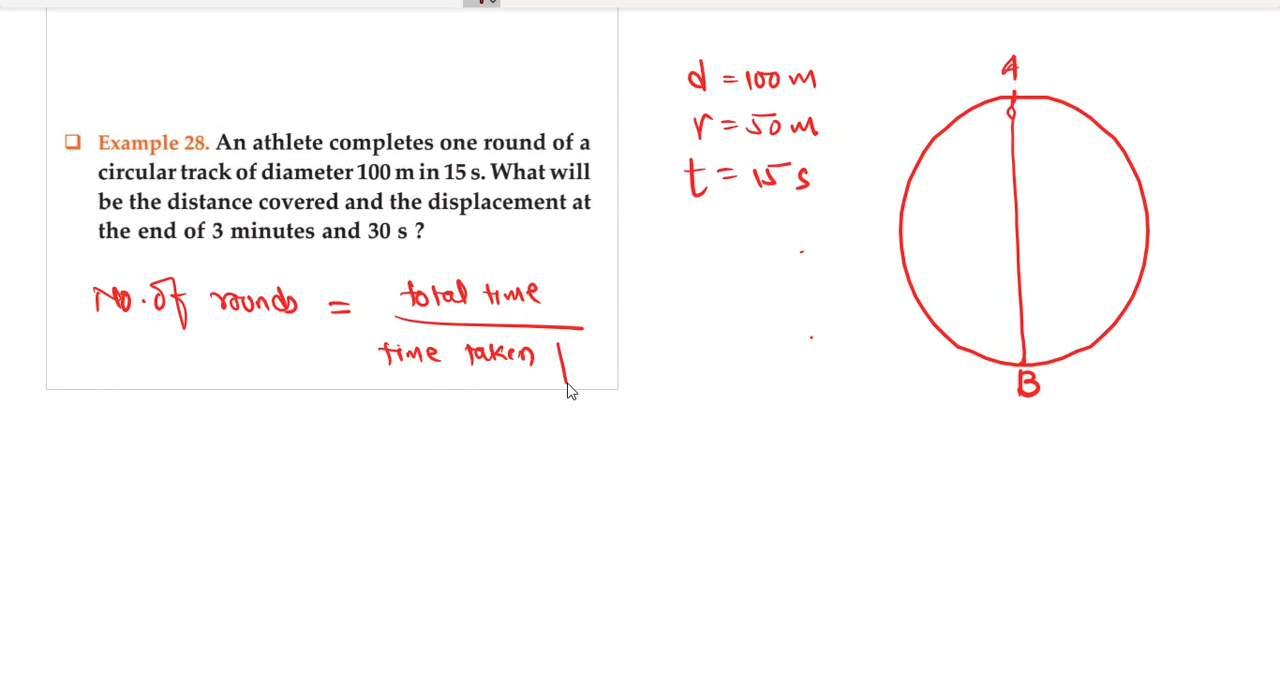 Example 28. An athlete completes one round of a
circular track of diameter 100 m in 15 s. What will
be the distance covered and the displacement at
the end of 3 minutes and 30 s ?
No. of rounds = total time
time taken
d = 100 m
r = 50 m
t = 15 s
A
B